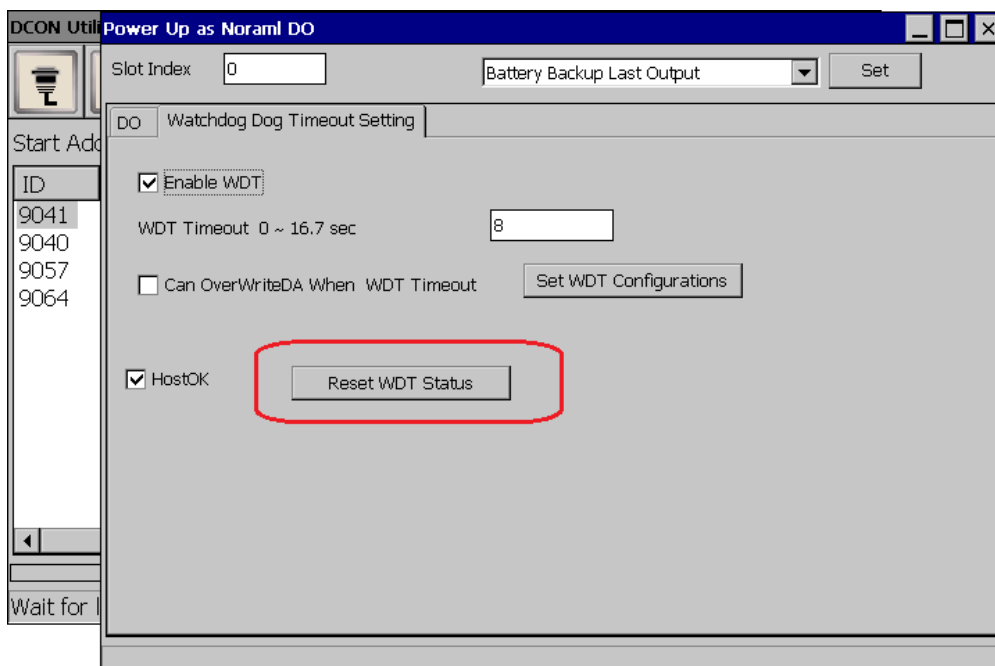 DCON Utili
Power Up as Noraml DO
Slot Index 0 Battery Backup Last Output Set
DO Watchdog Dog Timeout Setting
Start Add
ID
9041
9040
9057
9064
Enable WDT
WDT Timeout 0 ~ 16.7 sec 8
Can OverWriteDA When WDT Timeout Set WDT Configurations
HostOK Reset WDT Status
Wait for